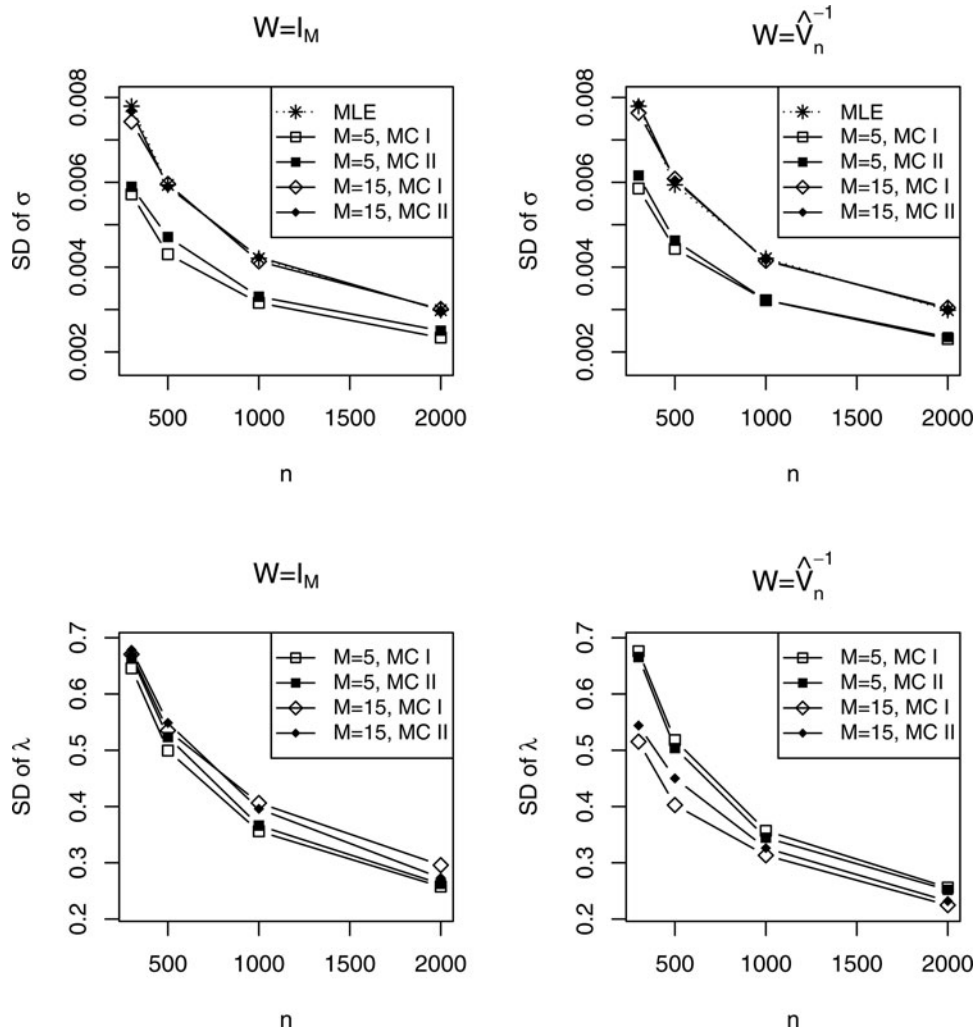 W=I_M
0.008
0.006
0.004
0.002
SD of σ
MLE
M=5, MC I
M=5, MC II
M=15, MC I
M=15, MC II
500 1000 1500 2000
n
W=V̂_n^{-1}
0.008
0.006
0.004
0.002
SD of σ
MLE
M=5, MC I
M=5, MC II
M=15, MC I
M=15, MC II
500 1000 1500 2000
n
W=I_M
0.7
0.6
0.5
0.4
0.3
0.2
SD of λ
M=5, MC I
M=5, MC II
M=15, MC I
M=15, MC II
500 1000 1500 2000
n
W=V̂_n^{-1}
0.7
0.6
0.5
0.4
0.3
0.2
SD of λ
M=5, MC I
M=5, MC II
M=15, MC I
M=15, MC II
500 1000 1500 2000
n